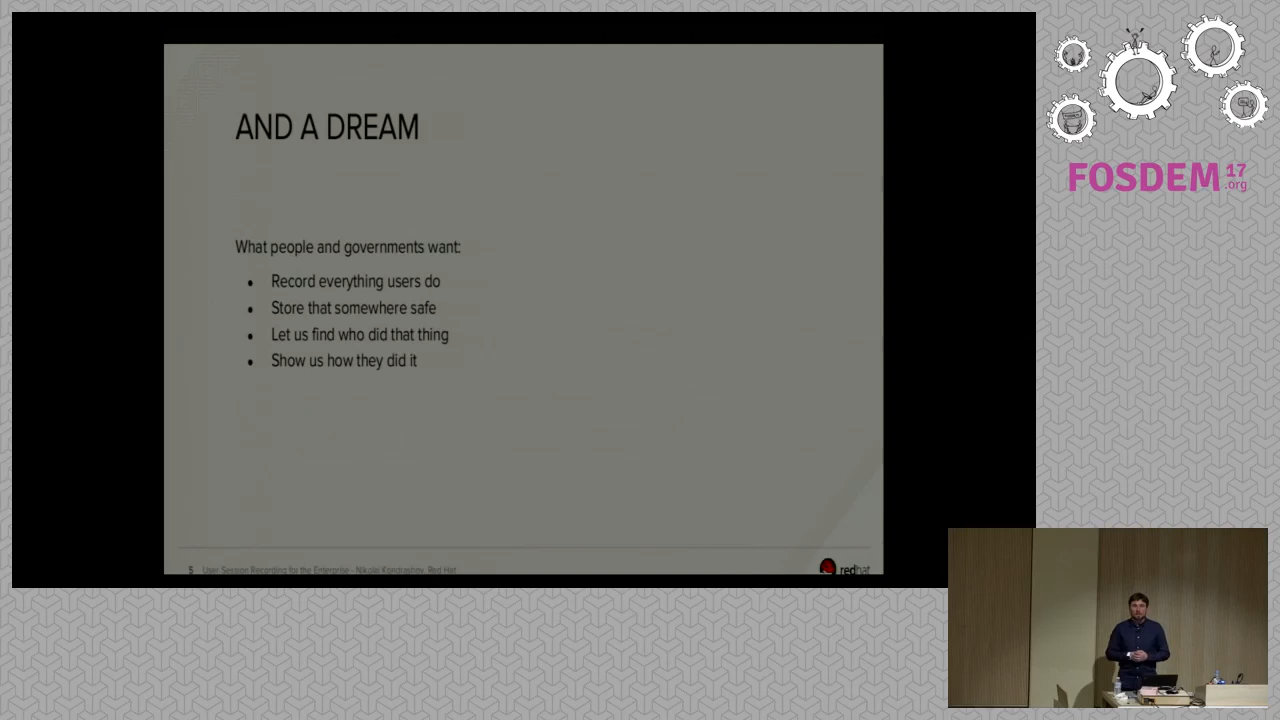 AND A DREAM
What people and governments want:
• Record everything users do
• Store that somewhere safe
• Let us find who did that thing
• Show us how they did it
5 User Session Recording for the Enterprise - Nikolai Kondrashov, Red Hat
redhat
FOSDEM 17
.org